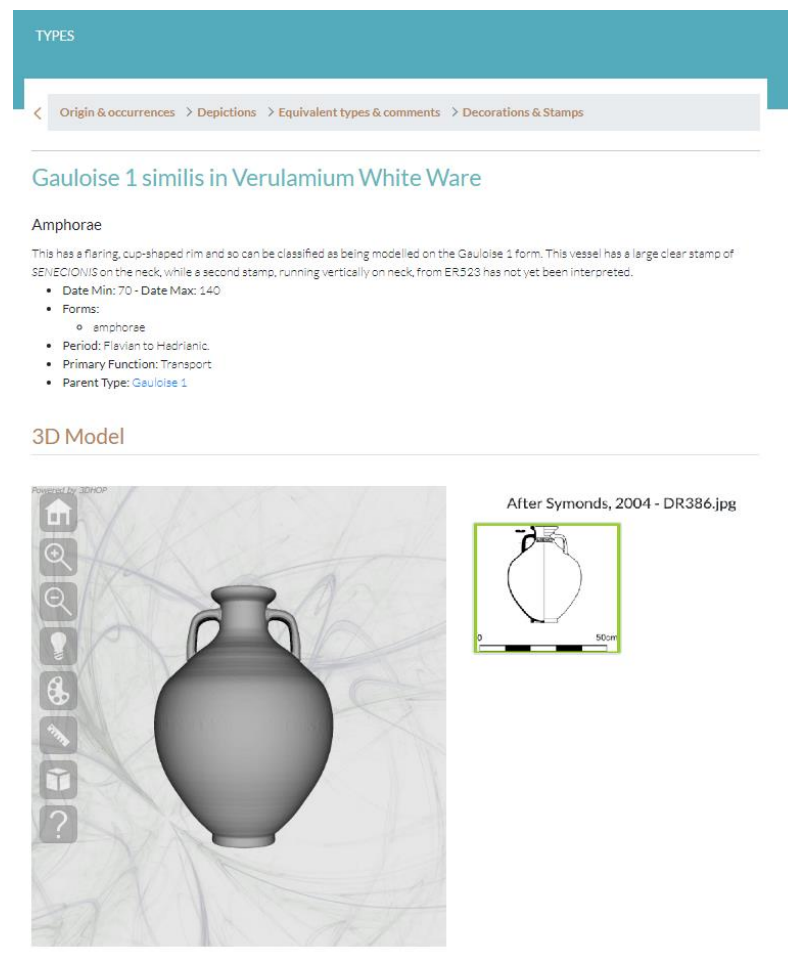 TYPES
Origin & occurrences > Depictions > Equivalent types & comments > Decorations & Stamps
Gauloise 1 similis in Verulamium White Ware
Amphorae
This has a flaring, cup-shaped rim and so can be classified as being modelled on the Gauloise 1 form. This vessel has a large clear stamp of
SENECIONIS on the neck, while a second stamp, running vertically on neck, from ER523 has not yet been interpreted.
• Date Min: 70 - Date Max: 140
• Forms:
amphorae
• Period: Flavian to Hadrianic.
• Primary Function: Transport
• Parent Type: Gauloise 1
3D Model
Powered by 3DHOP
After Symonds, 2004 - DR386.jpg
0 50cm
?